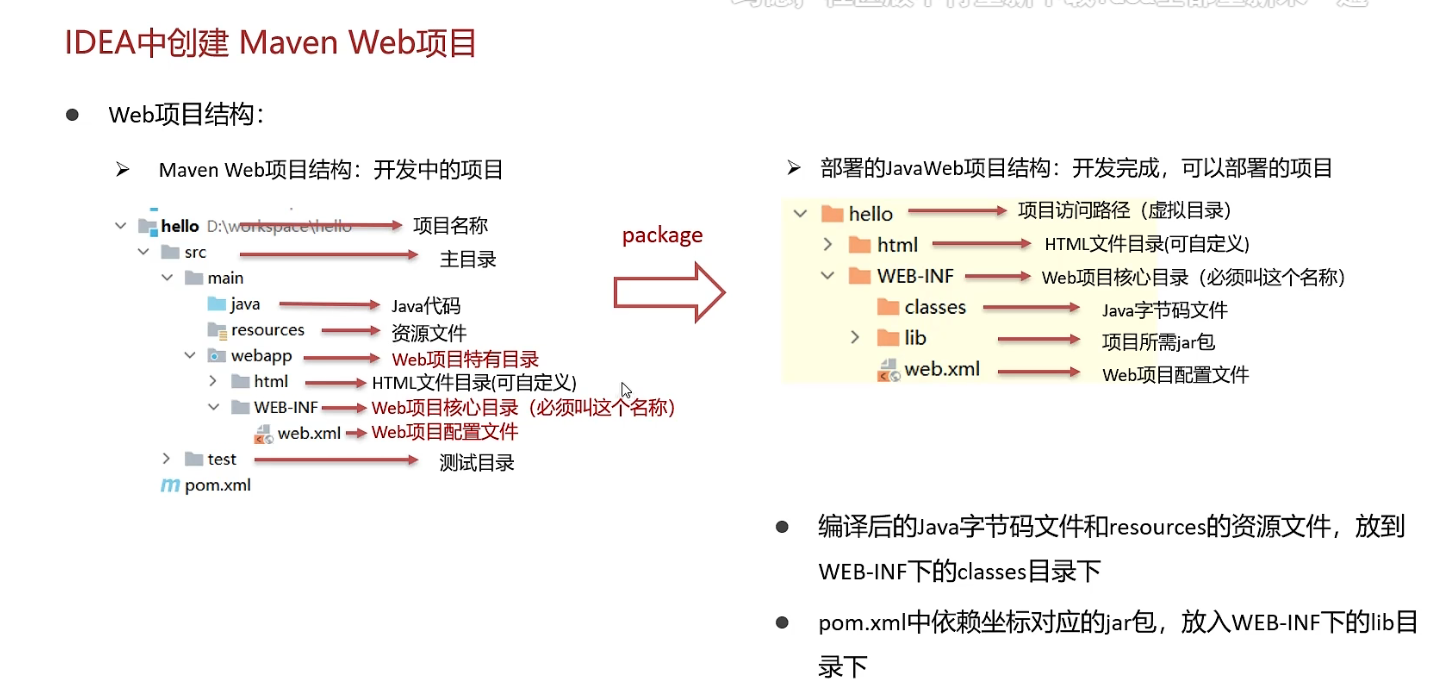 IDEA中创建 Maven Web项目
Web项目结构：
Maven Web项目结构：开发中的项目
hello D:\workspace\hello 项目名称
src 主目录
main
java Java代码
resources 资源文件
webapp Web项目特有目录
html HTML文件目录(可自定义)
WEB-INF Web项目核心目录（必须叫这个名称）
web.xml Web项目配置文件
test 测试目录
pom.xml
package
部署的JavaWeb项目结构：开发完成，可以部署的项目
hello 项目访问路径（虚拟目录）
html HTML文件目录(可自定义)
WEB-INF Web项目核心目录（必须叫这个名称）
classes Java字节码文件
lib 项目所需jar包
web.xml Web项目配置文件
编译后的Java字节码文件和resources的资源文件，放到
WEB-INF下的classes目录下
pom.xml中依赖坐标对应的jar包，放入WEB-INF下的lib目
录下